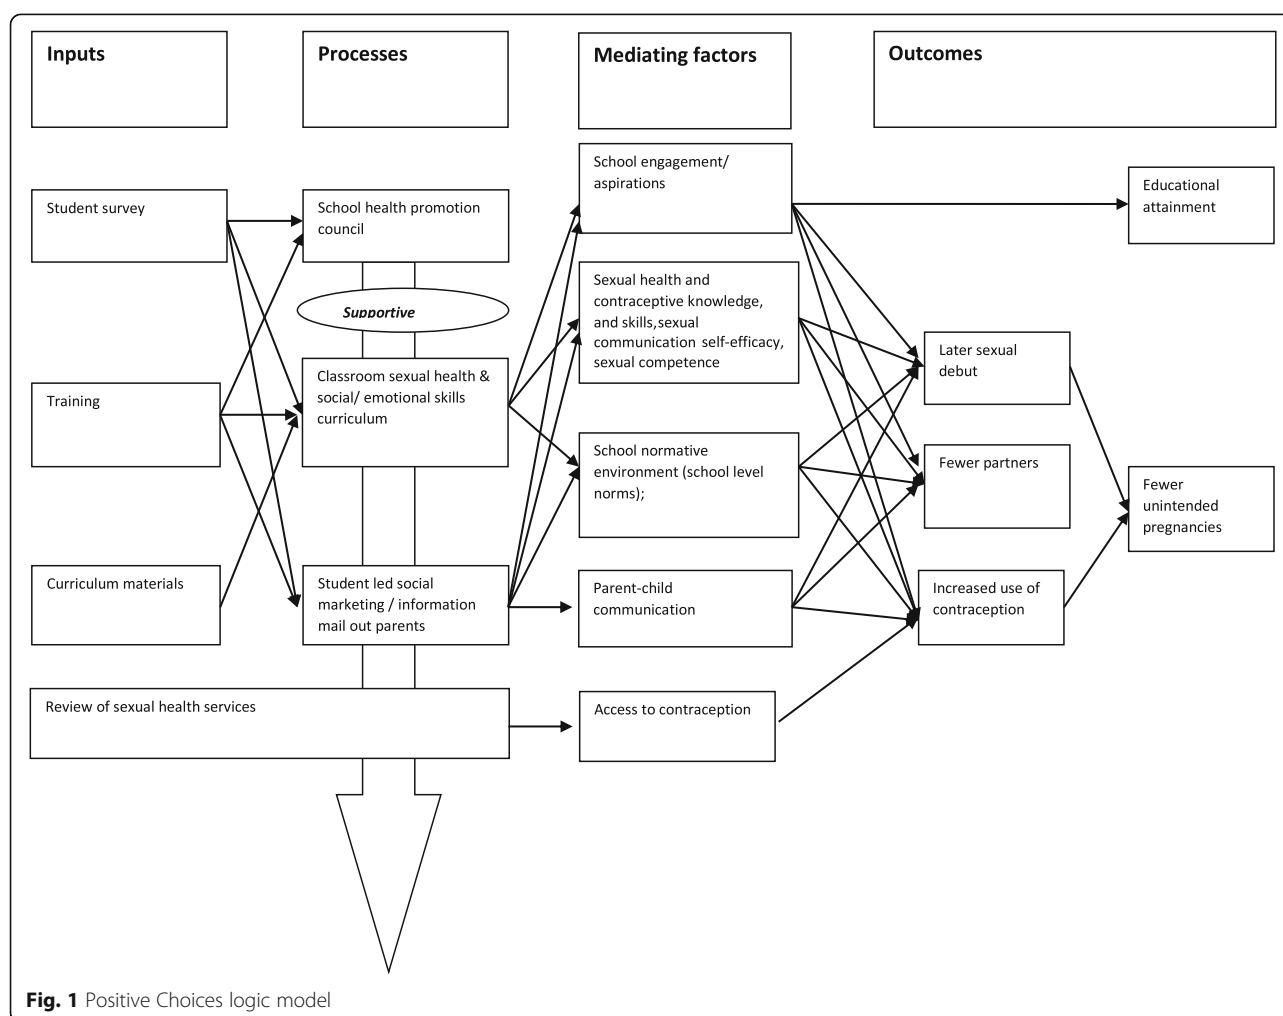 Inputs
Processes
Mediating factors
Outcomes
Student survey
Training
Curriculum materials
Review of sexual health services
School health promotion
council
Supportive
Classroom sexual health &
social/ emotional skills
curriculum
Student led social
marketing / information
mail out parents
School engagement/
aspirations
Sexual health and
contraceptive knowledge,
and skills,sexual
communication self-efficacy,
sexual competence
School normative
environment (school level
norms);
Parent-child
communication
Access to contraception
Later sexual
debut
Fewer partners
Increased use of
contraception
Educational
attainment
Fewer
unintended
pregnancies
Fig. 1 Positive Choices logic model